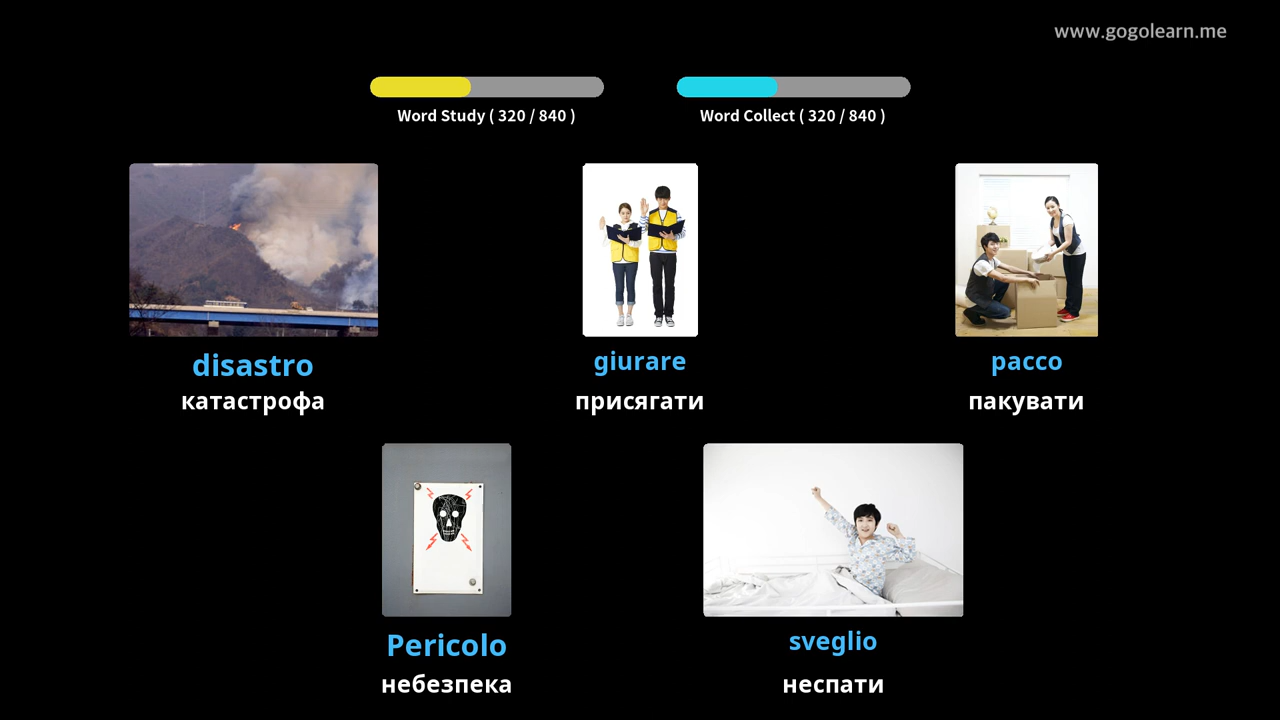 www.gogolearn.me
Word Study ( 320 / 840 )
Word Collect ( 320 / 840 )
disastro
катастрофа
giurare
присягати
pacco
пакувати
Pericolo
небезпека
sveglio
неспати